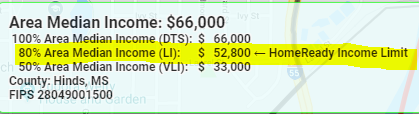 Area Median Income: $66,000
100% Area Median Income (DTS): $ 66,000
80% Area Median Income (LI): $ 52,800 ← HomeReady Income Limit
50% Area Median Income (VLI): $ 33,000
County: Hinds, MS
FIPS 28049001500